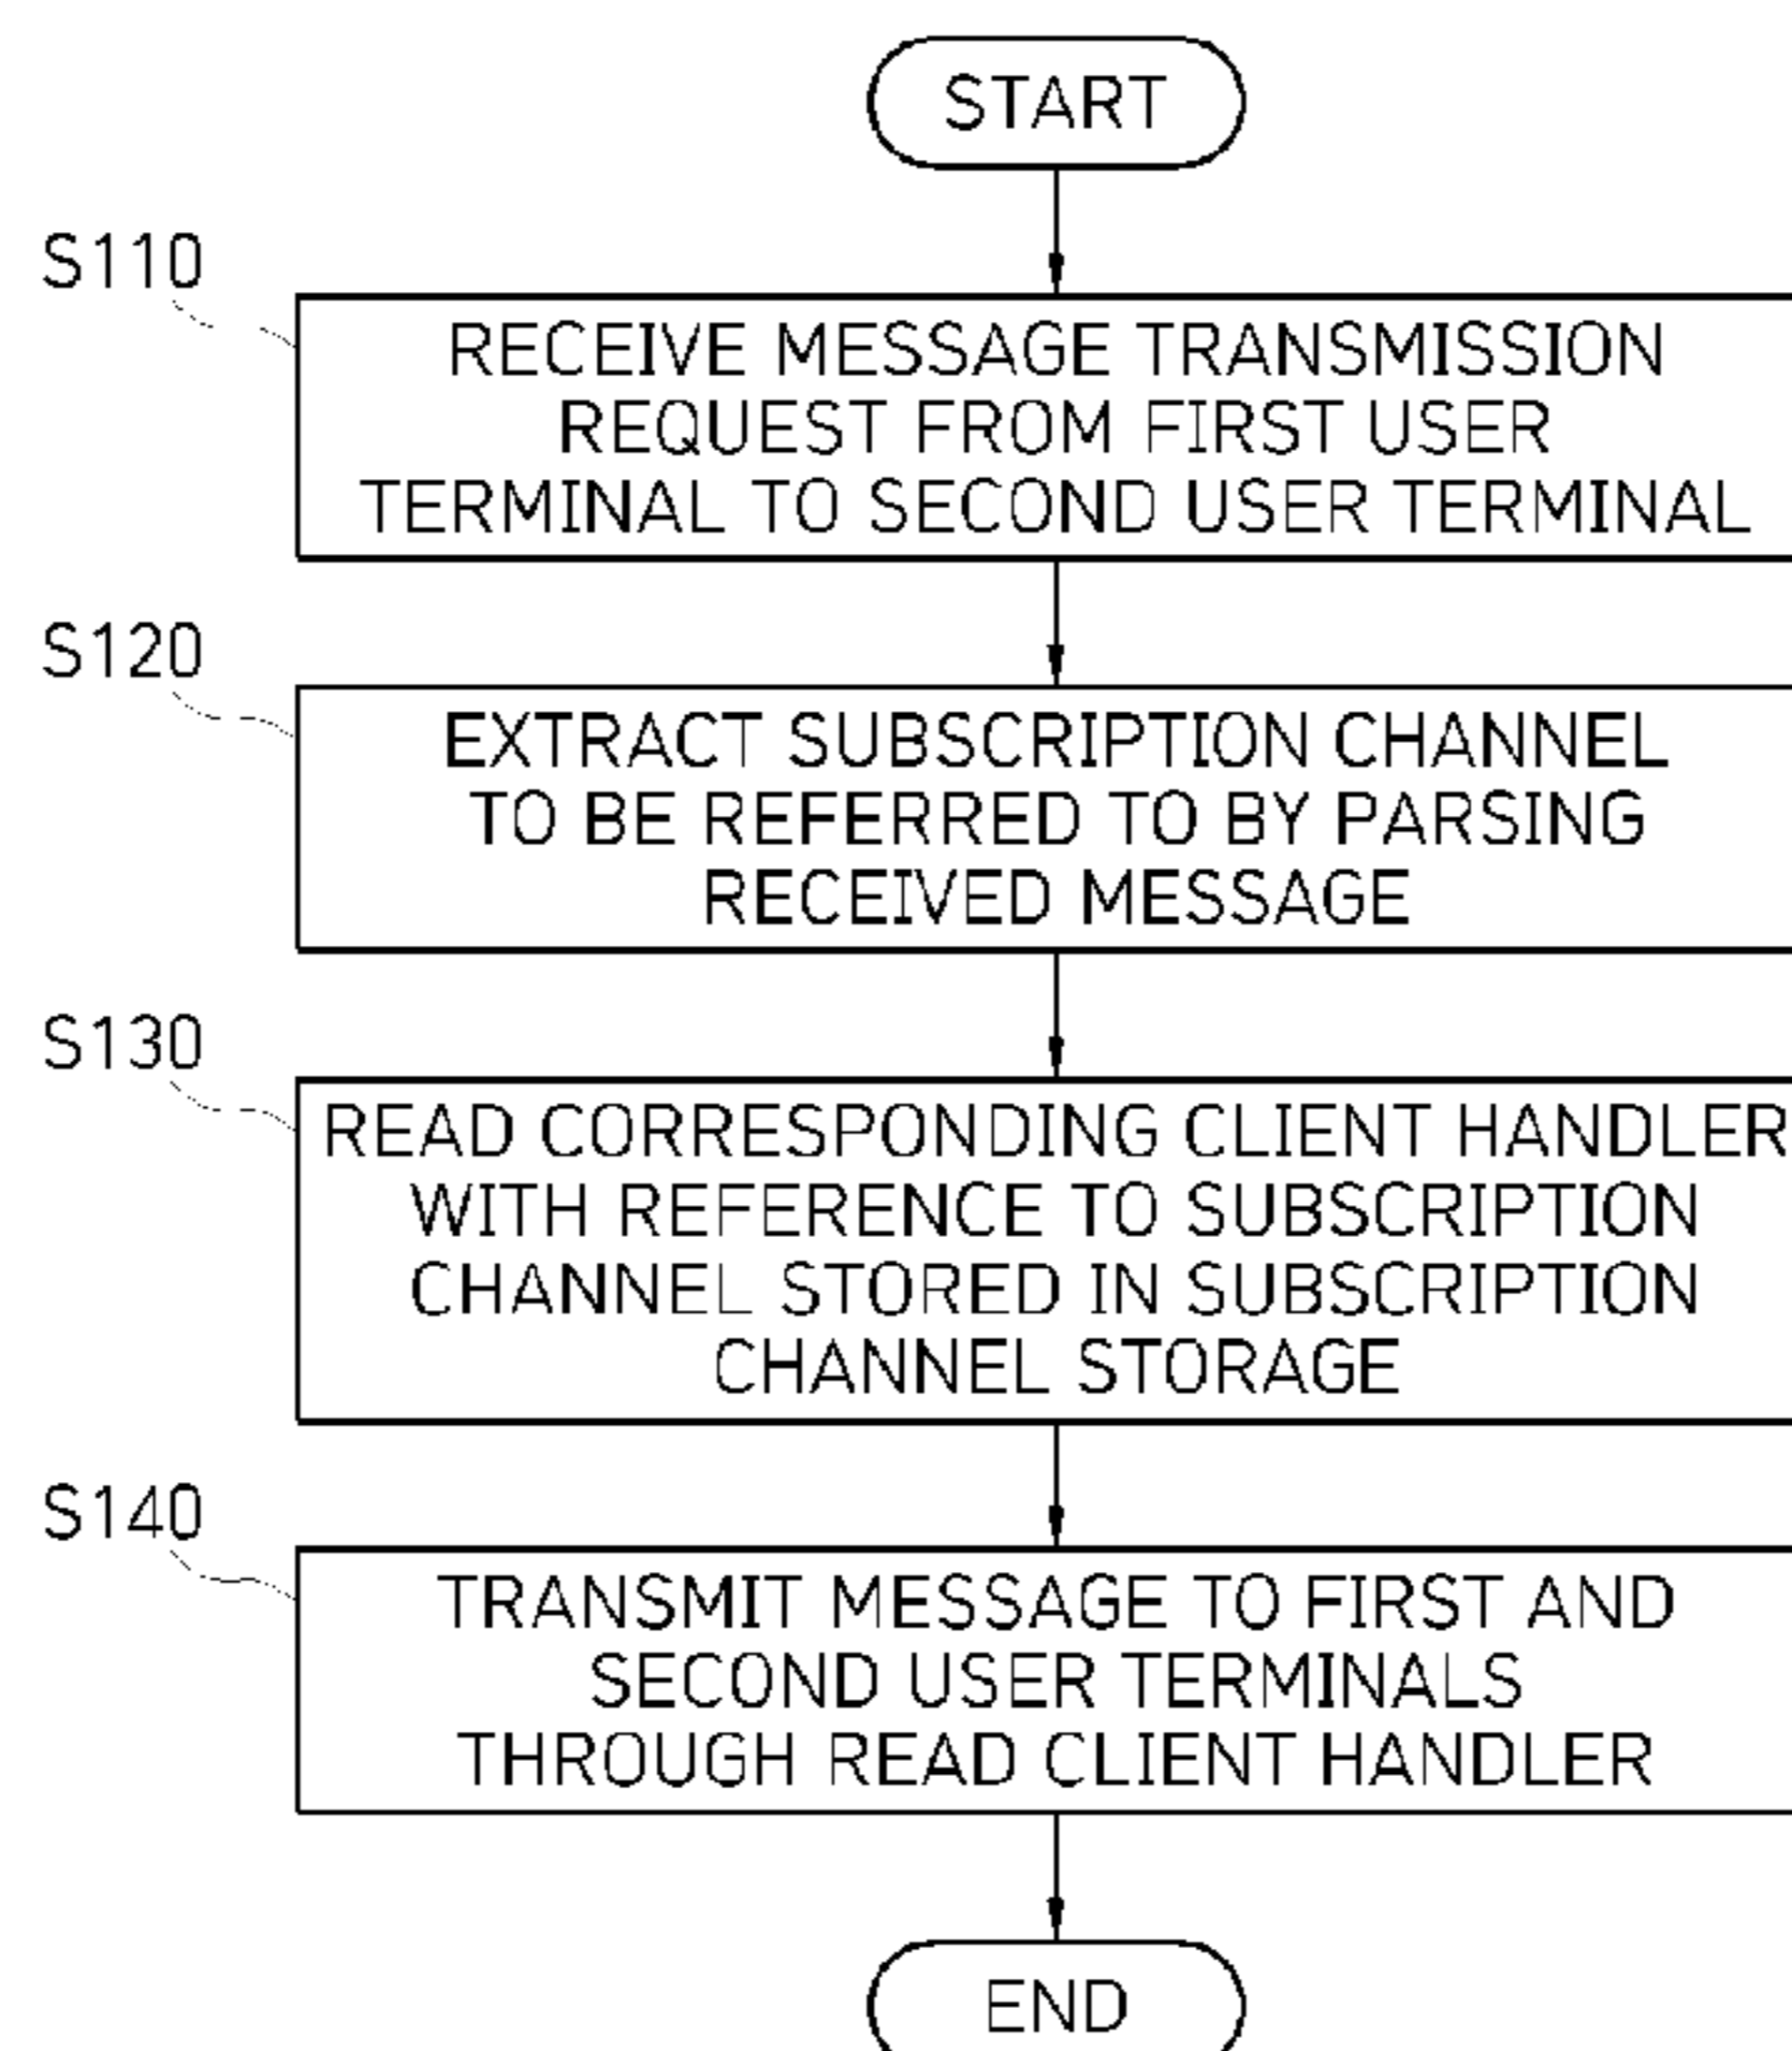 START
S110
RECEIVE MESSAGE TRANSMISSION
REQUEST FROM FIRST USER
TERMINAL TO SECOND USER TERMINAL
S120
EXTRACT SUBSCRIPTION CHANNEL
TO BE REFERRED TO BY PARSING
RECEIVED MESSAGE
S130
READ CORRESPONDING CLIENT HANDLER
WITH REFERENCE TO SUBSCRIPTION
CHANNEL STORED IN SUBSCRIPTION
CHANNEL STORAGE
S140
TRANSMIT MESSAGE TO FIRST AND
SECOND USER TERMINALS
THROUGH READ CLIENT HANDLER
END